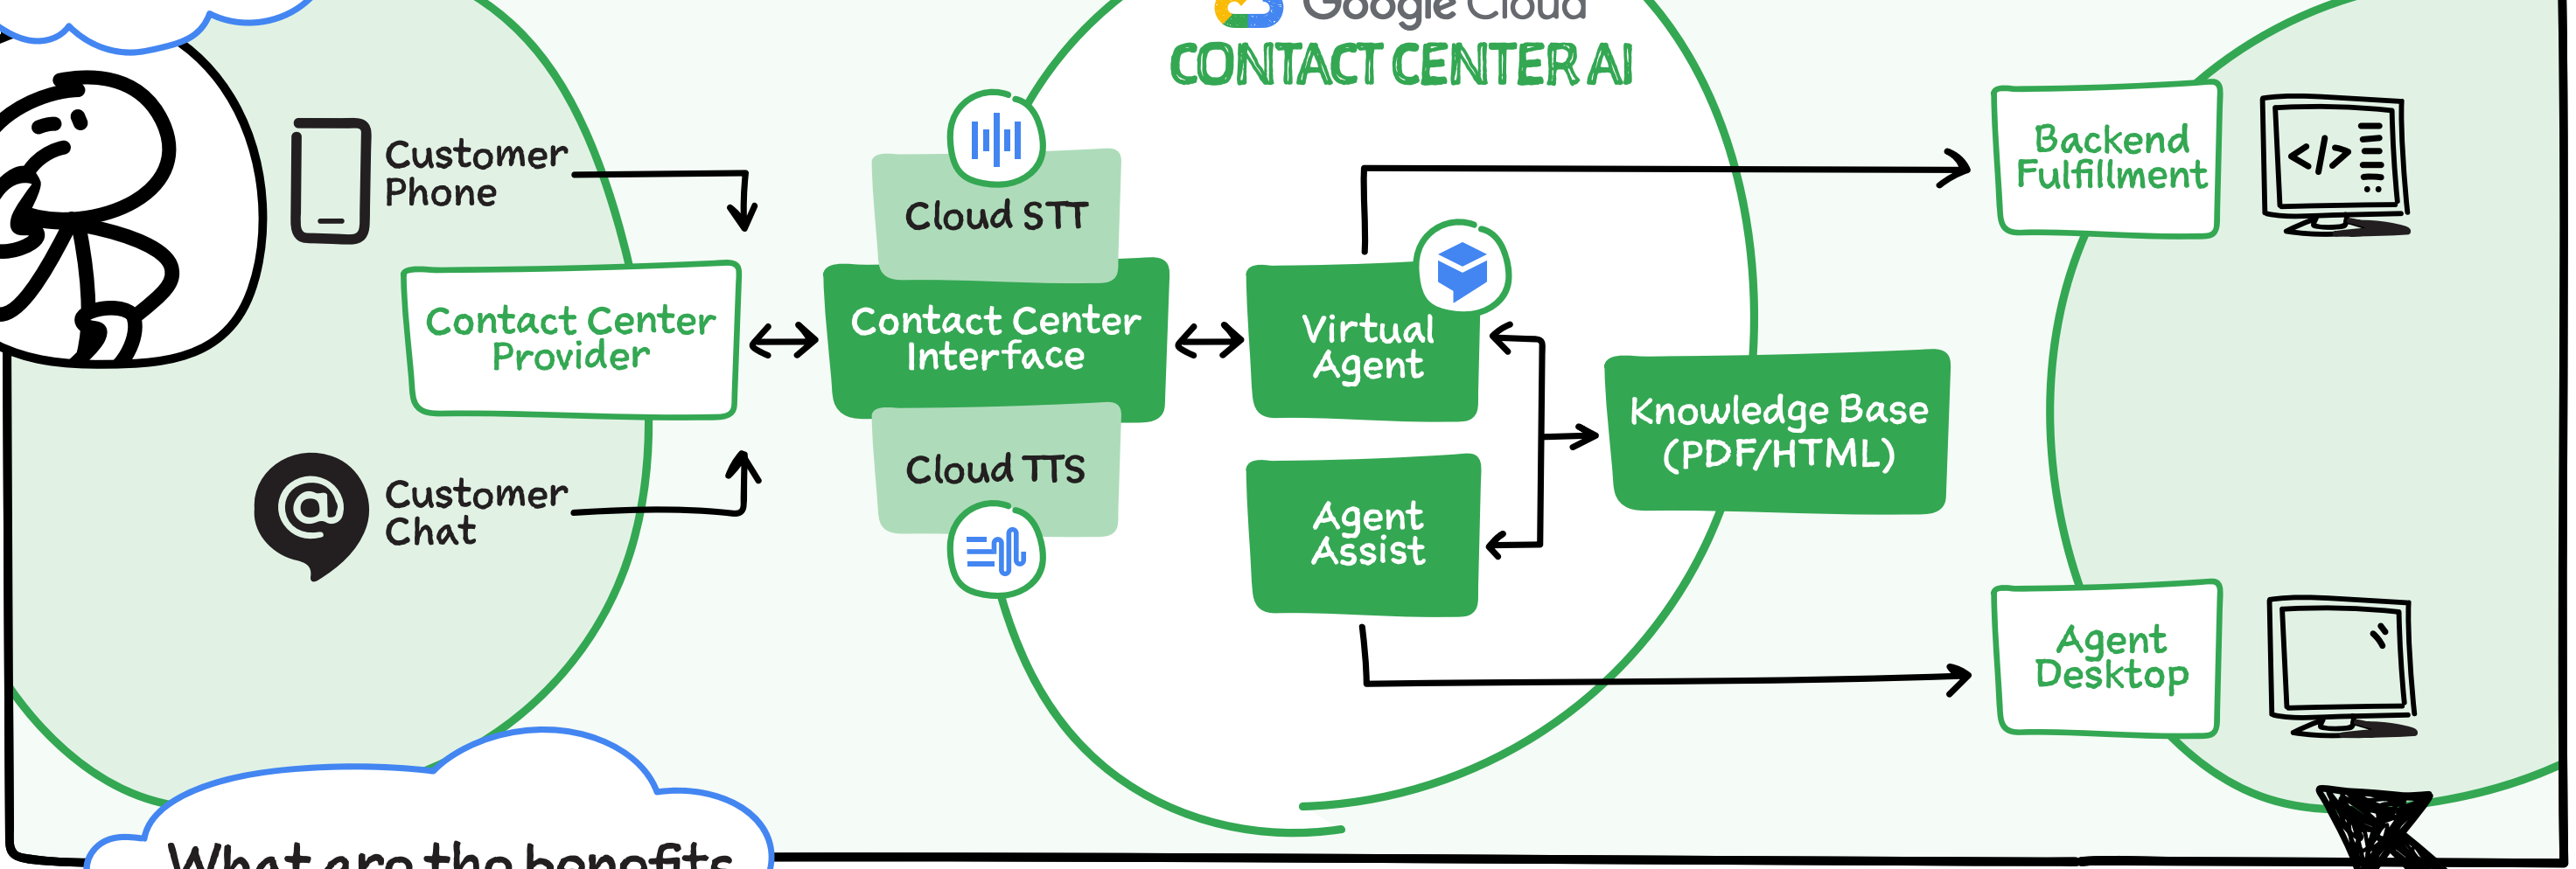 Google Cloud
CONTACT CENTER AI
Customer
Phone
Contact Center
Provider
Customer
Chat
Cloud STT
Contact Center
Interface
Cloud TTS
Virtual
Agent
Agent
Assist
Knowledge Base
(PDF/HTML)
Backend
Fulfillment
</>
Agent
Desktop
@
What are the benefits